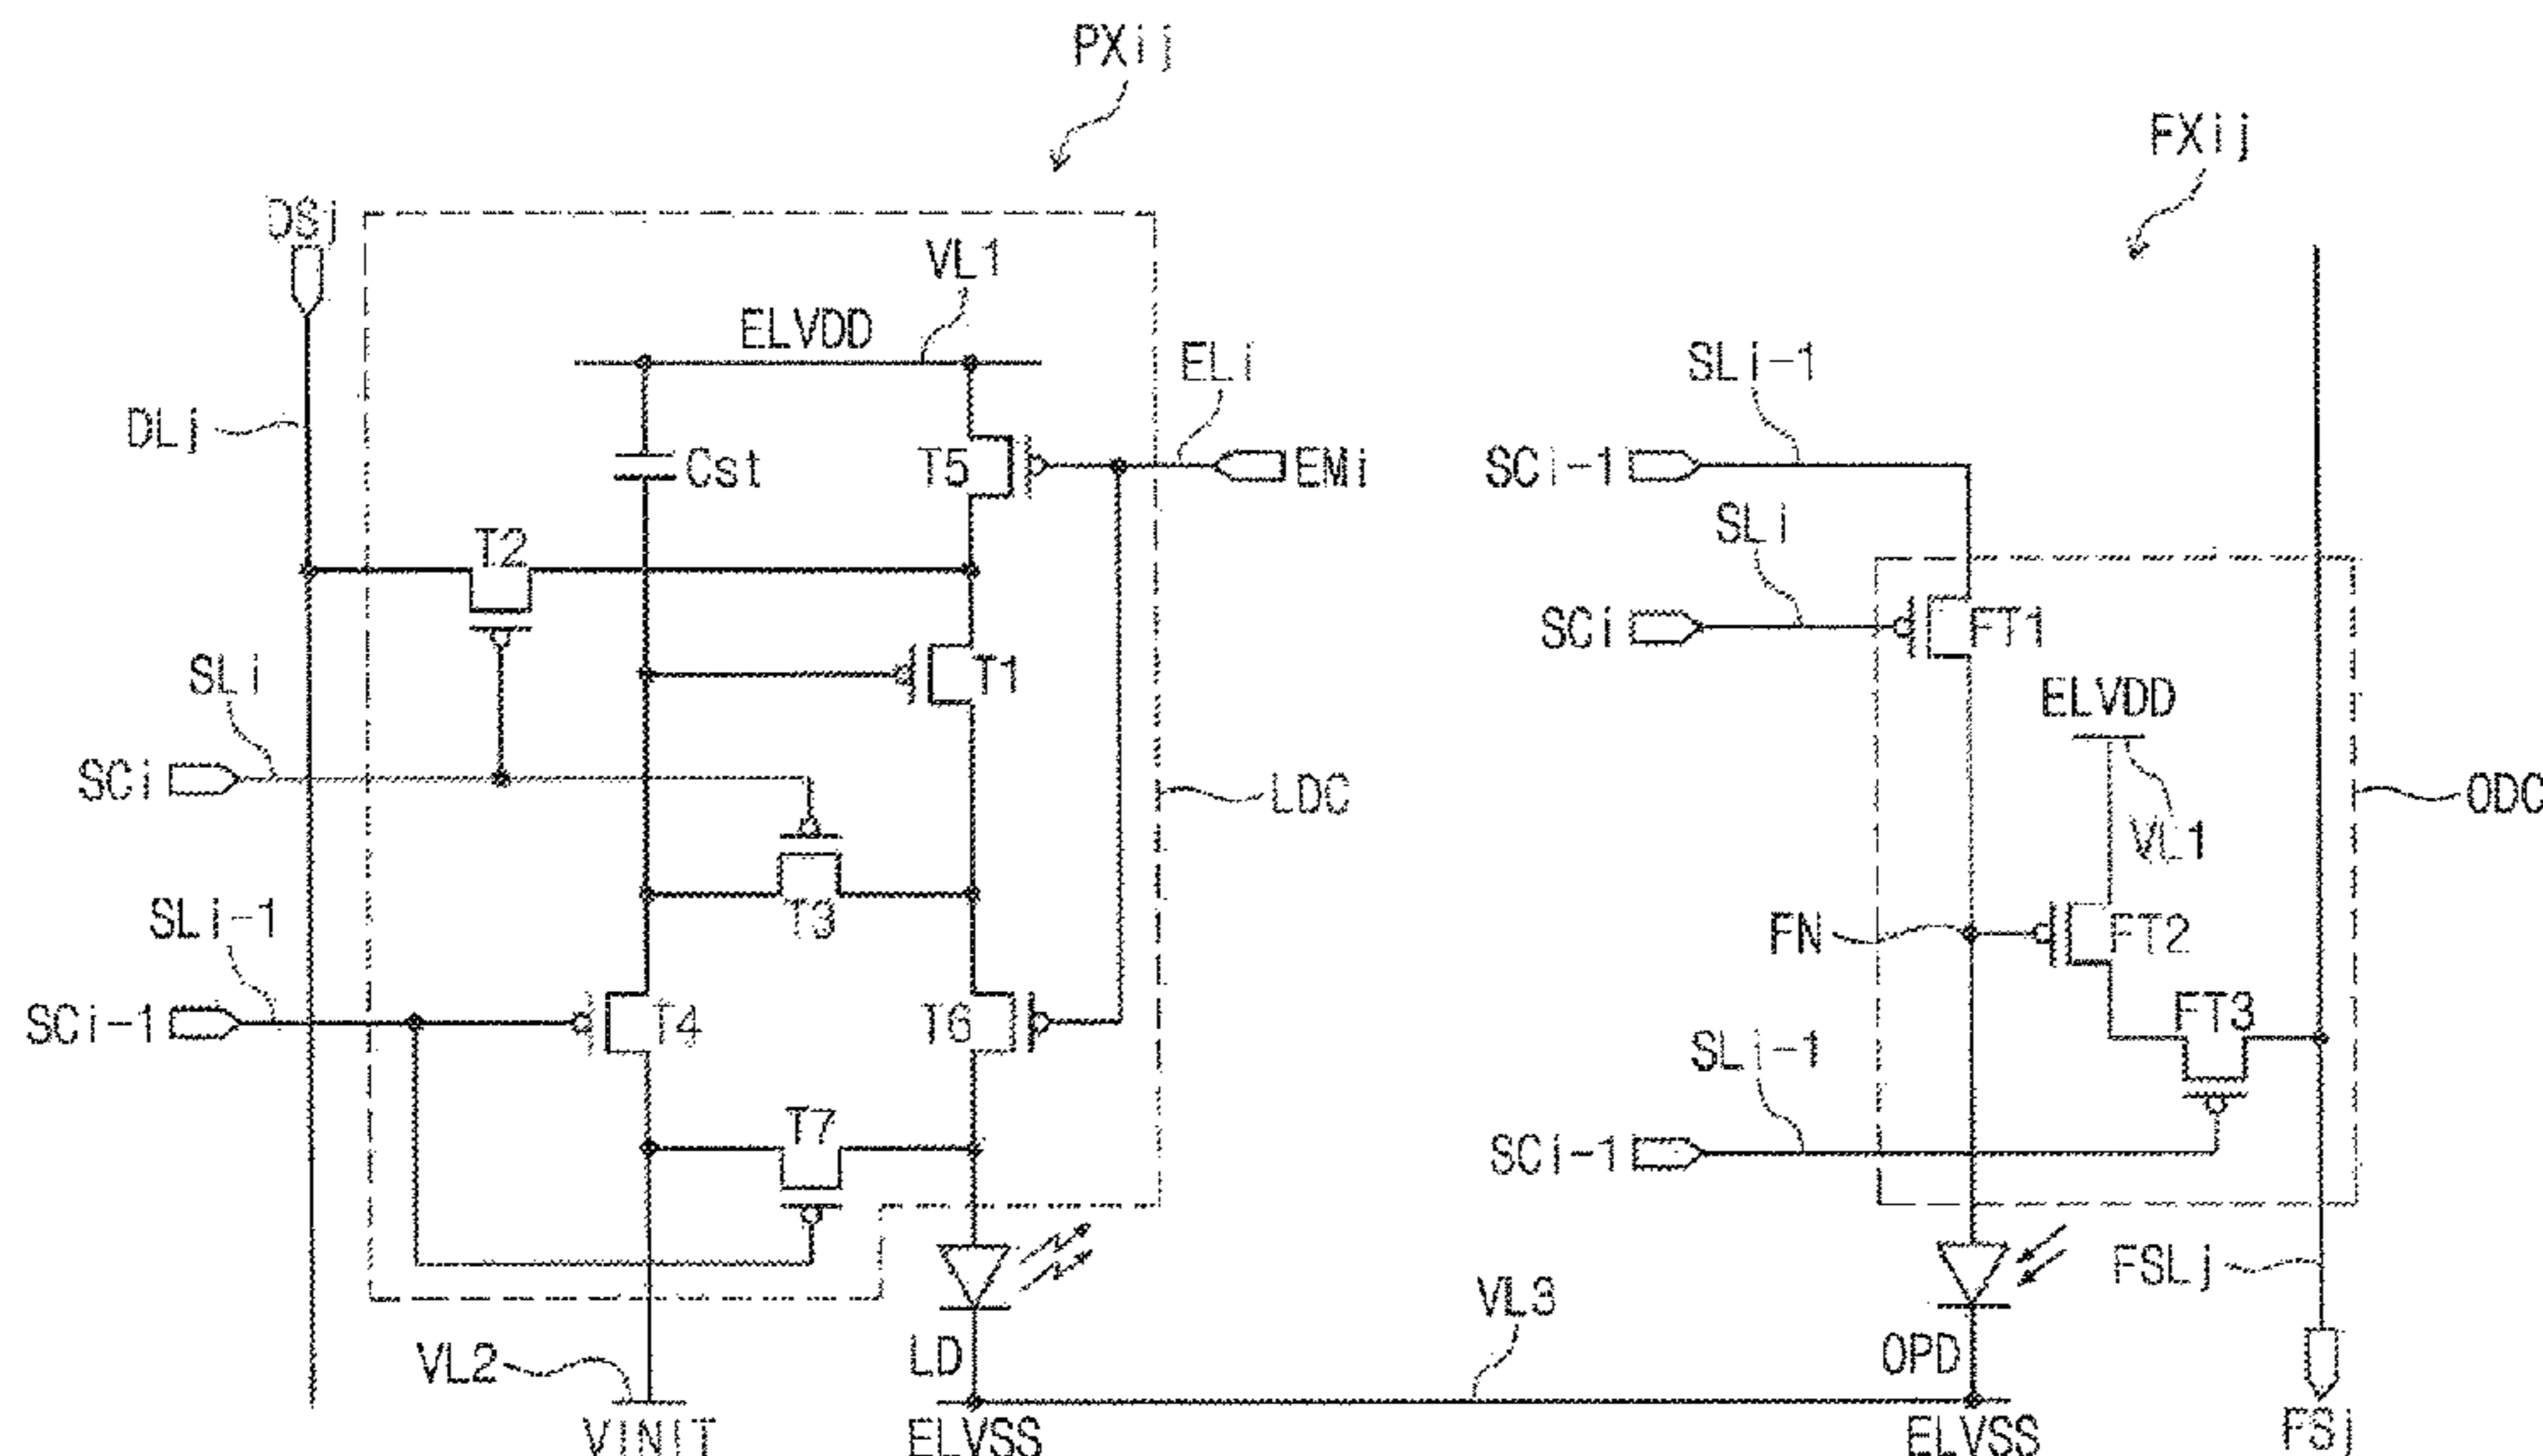 PXij
FXij
DSj
VL1
ELVDD
ELi
SLi-1
DLj
T5
Cst
EMi
SCi-1
SLi
T2
SCi
FT1
SLi
T1
ELVDD
SCi
LDC
ODC
VL1
T3
SLi-1
FN
FT2
SCi-1
T4
T6
FT3
SLi-1
T7
SCi-1
FSLj
VL3
VL2
LD
OPD
VINIT
ELVSS
ELVSS
FSj